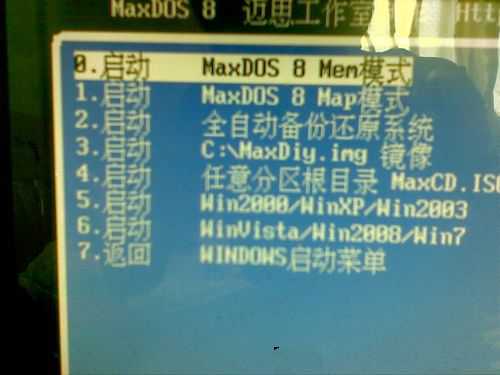 MaxDOS 8 迈思工作室
0.启动 MaxDOS 8 Mem模式
1.启动 MaxDOS 8 Map模式
2.启动 全自动备份还原系统
3.启动 C:\MaxDiy.img 镜像
4.启动 任意分区根目录 MaxCD.ISO
5.启动 Win2000/WinXP/Win2003
6.启动 WinVista/Win2008/Win7
7.返回 WINDOWS启动菜单